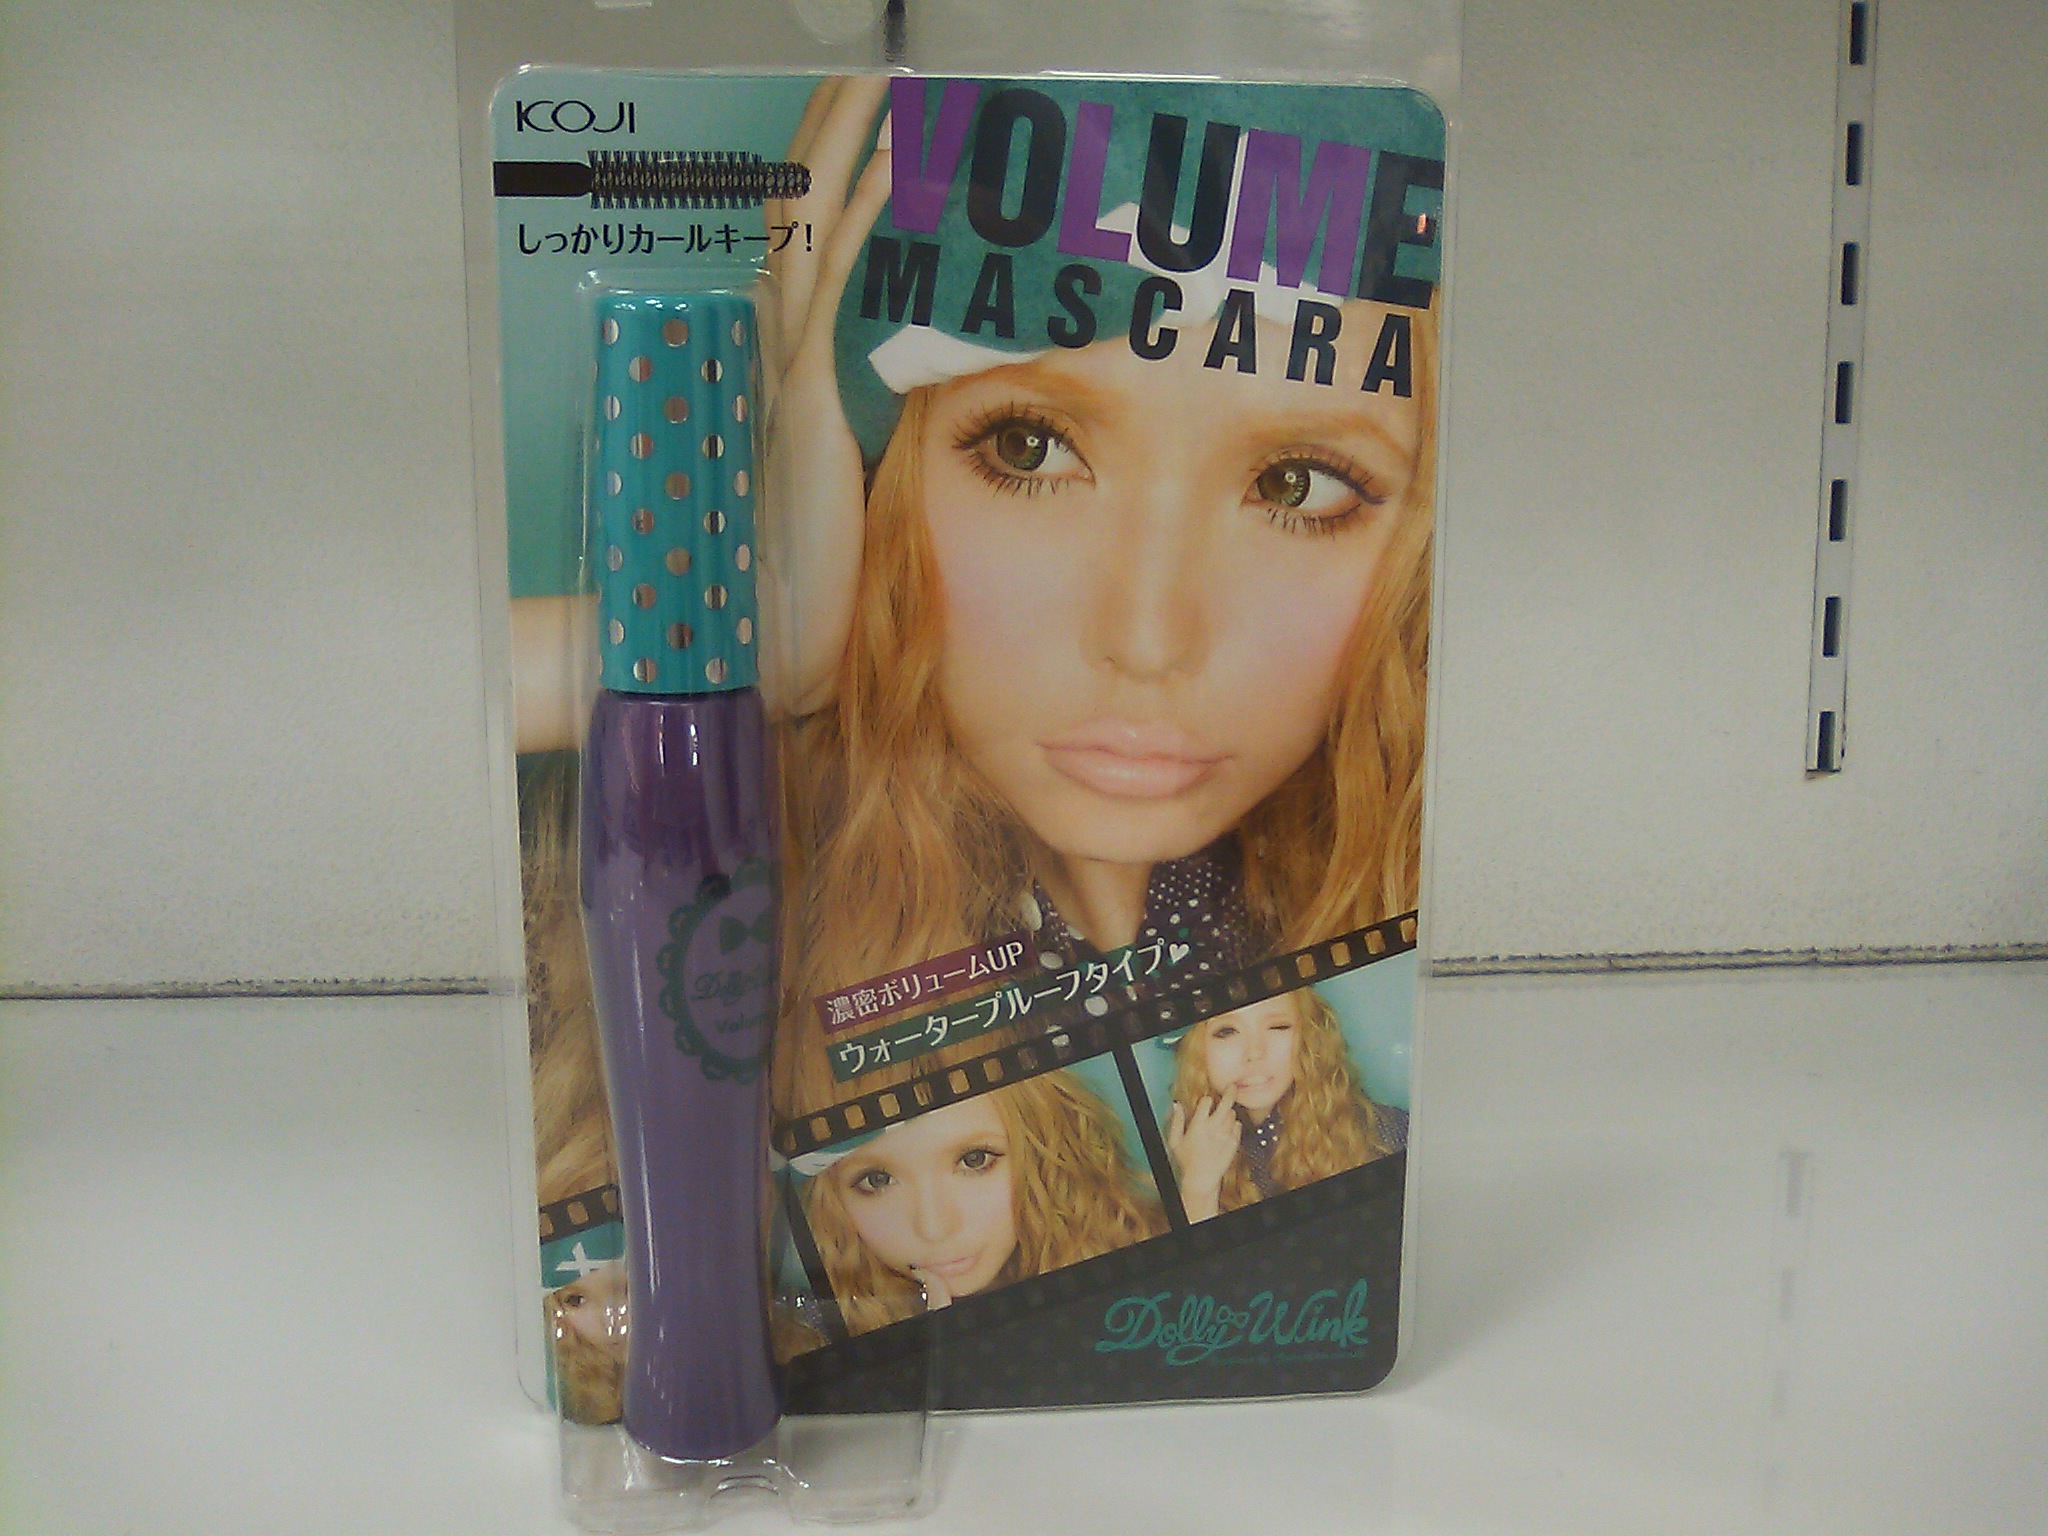 KOJI
しっかりカールキープ!
VOLUME
MASCARA
濃密ボリュームUP
ウォータープルーフタイプ♥
Dolly
Dolly Wink